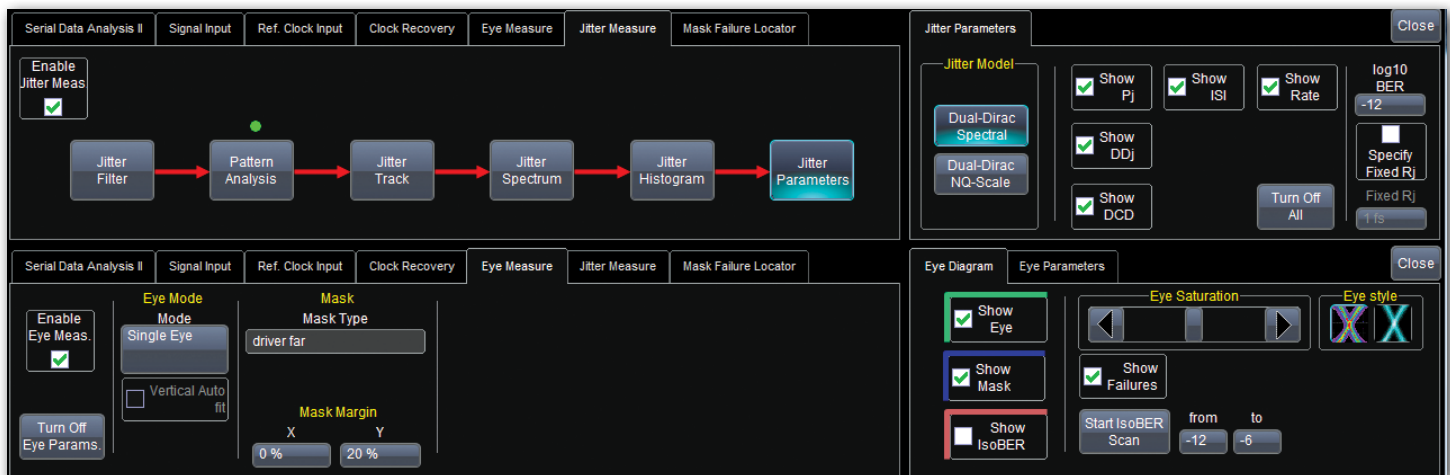 Serial Data Analysis II
Signal Input
Ref. Clock Input
Clock Recovery
Eye Measure
Jitter Measure
Mask Failure Locator
Enable
Jitter Meas
Jitter
Filter
Pattern
Analysis
Jitter
Track
Jitter
Spectrum
Jitter
Histogram
Jitter
Parameters
Jitter Parameters
Close
Jitter Model
Dual-Dirac
Spectral
Dual-Dirac
NQ-Scale
Show
Pj
Show
ISI
Show
Rate
Show
DDj
Show
DCD
Turn Off
All
log10
BER
-12
Specify
Fixed Rj
Fixed Rj
1 fs
Serial Data Analysis II
Signal Input
Ref. Clock Input
Clock Recovery
Eye Measure
Jitter Measure
Mask Failure Locator
Enable
Eye Meas.
Turn Off
Eye Params.
Eye Mode
Mode
Single Eye
Vertical Auto
fit
Mask
Mask Type
driver far
Mask Margin
X
Y
0 %
20 %
Eye Diagram
Eye Parameters
Close
Show
Eye
Show
Mask
Show
IsoBER
Eye Saturation
Eye style
Show
Failures
Start IsoBER
Scan
from
to
-12
-6